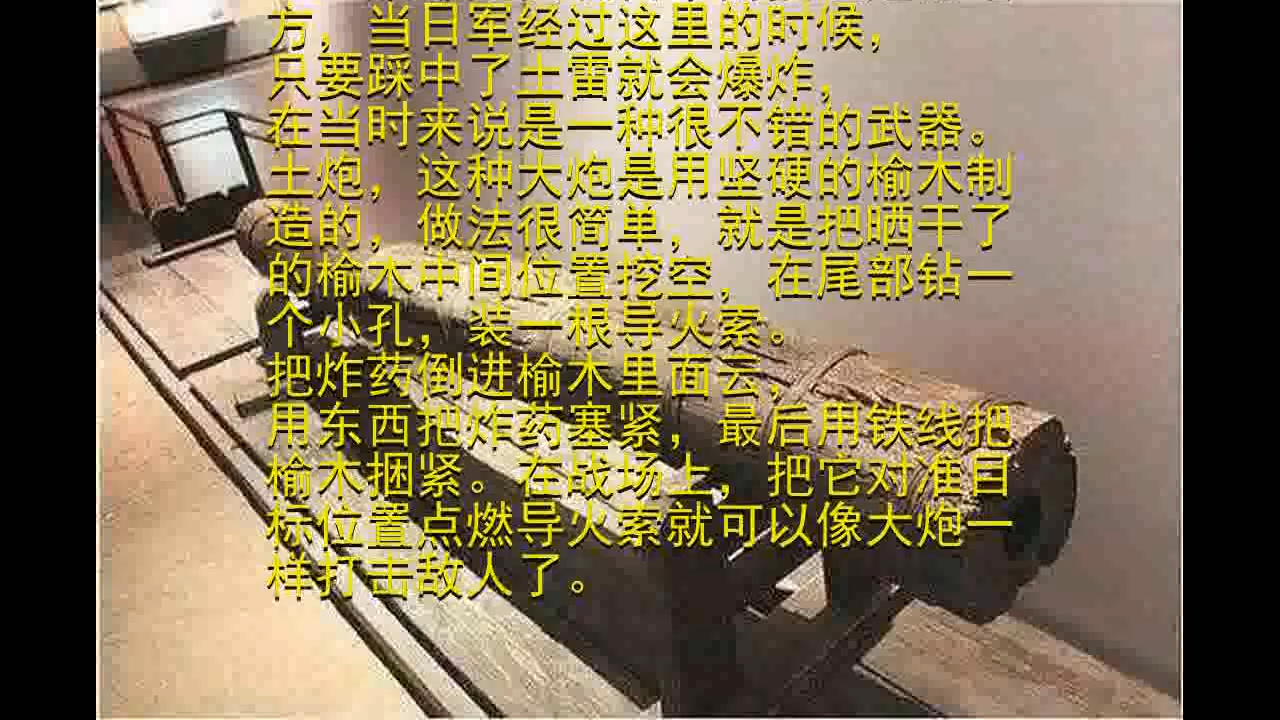 方，当日军经过这里的时候，
只要踩中了土雷就会爆炸，
在当时来说是一种很不错的武器。
土炮，这种大炮是用坚硬的榆木制
造的，做法很简单，就是把晒干了
的榆木中间位置挖空，在尾部钻一
个小孔，装一根导火索。
把炸药倒进榆木里面云，
用东西把炸药塞紧，最后用铁线把
榆木捆紧。在战场上，把它对准目
标位置点燃导火索就可以像大炮一
样打击敌人了。